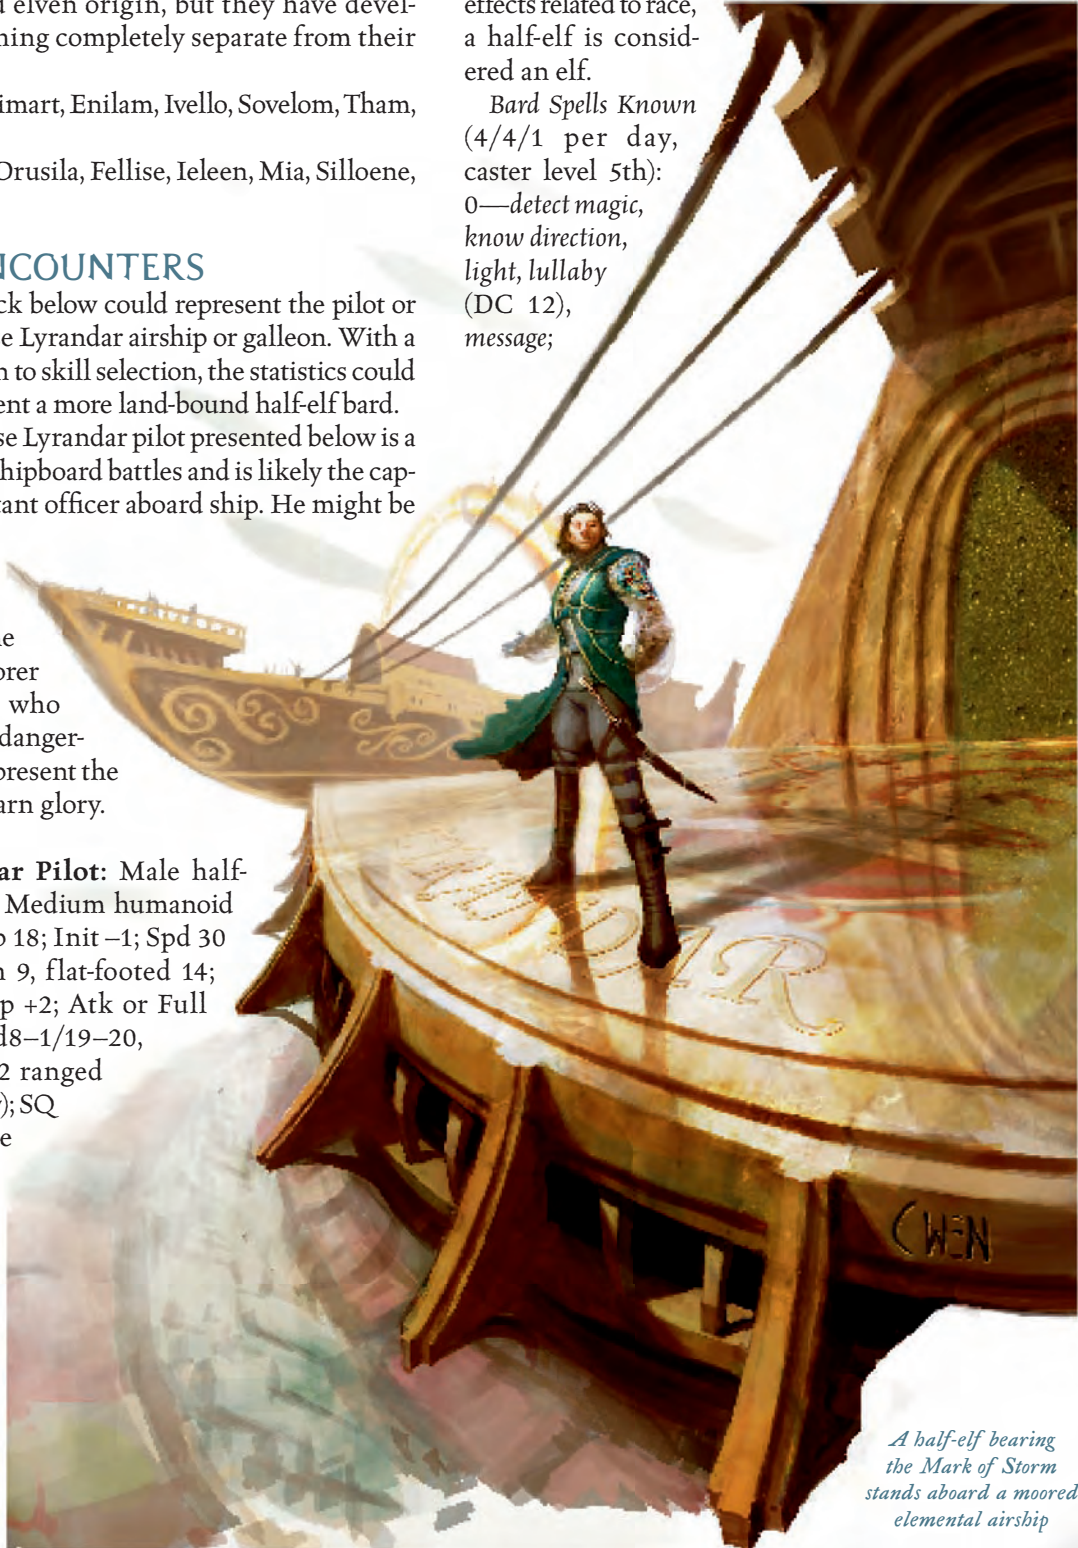 d elven origin, but they have devel-
ning completely separate from their
imart, Enilam, Ivello, Sovelom, Tham,
Orusila, Fellise, Ieleen, Mia, Silloene,
NCOUNTERS
ck below could represent the pilot or
e Lyrandar airship or galleon. With a
n to skill selection, the statistics could
ent a more land-bound half-elf bard.
se Lyrandar pilot presented below is a
hipboard battles and is likely the cap-
tant officer aboard ship. He might be
ne
orer
who
danger-
present the
arn glory.
ar Pilot: Male half-
Medium humanoid
p 18; Init –1; Spd 30
h 9, flat-footed 14;
p +2; Atk or Full
d8–1/19–20,
2 ranged
); SQ
e
effects related to race,
a half-elf is consid-
ered an elf.
Bard Spells Known
(4/4/1 per day,
caster level 5th):
0—detect magic,
know direction,
light, lullaby
(DC 12),
message;
DAR
CWEN
A half-elf bearing
the Mark of Storm
stands aboard a moored
elemental airship